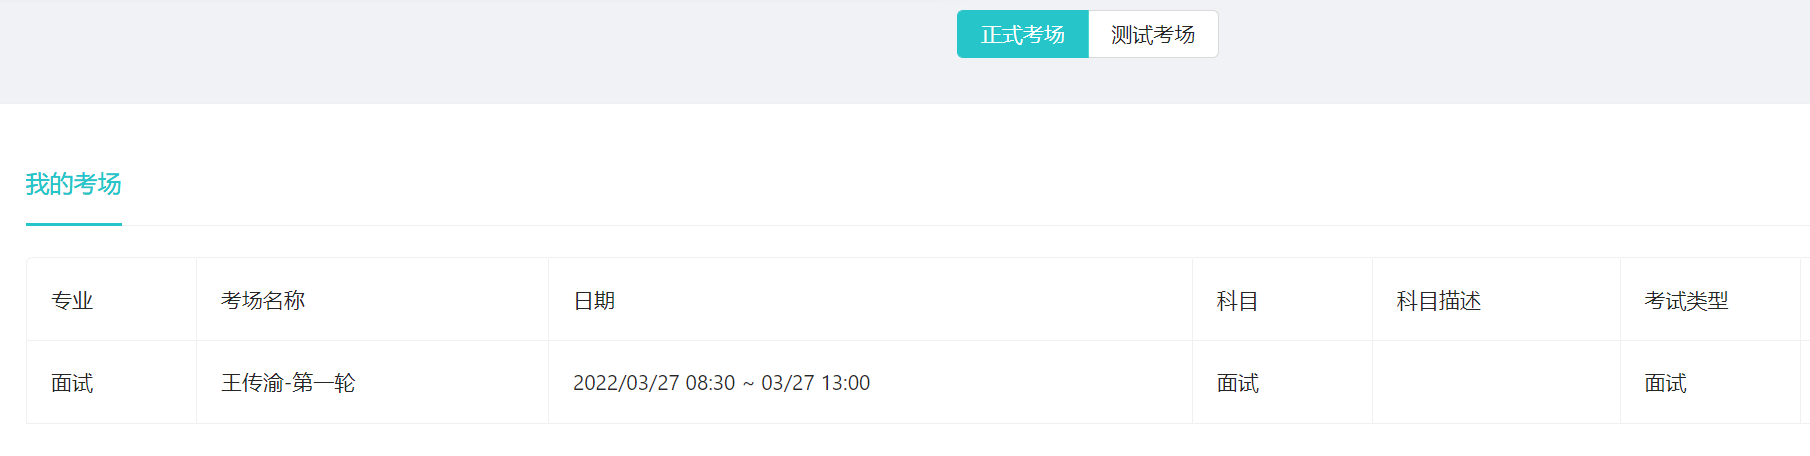 正式考场 测试考场
我的考场
专业 考场名称 日期 科目 科目描述 考试类型
面试 王传渝-第一轮 2022/03/27 08:30 ~ 03/27 13:00 面试 面试